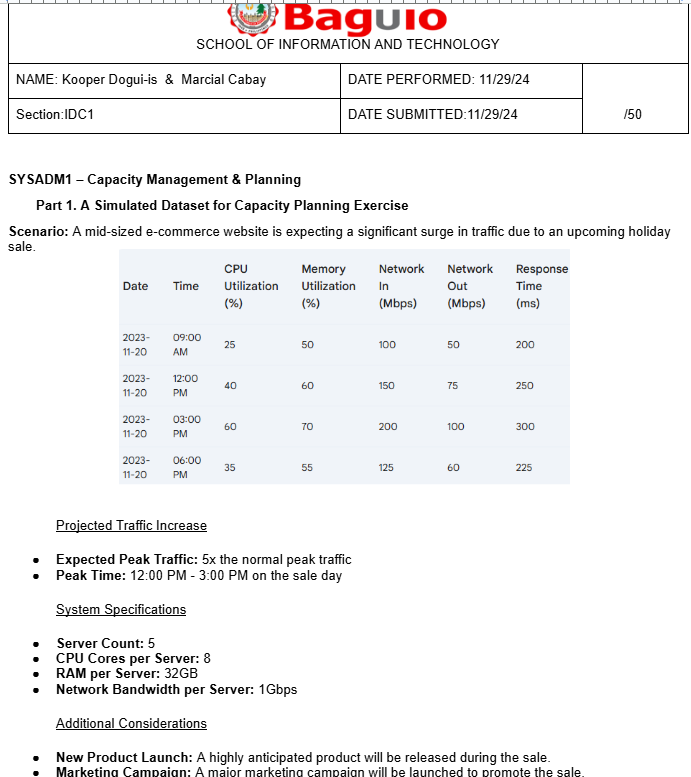 Baguio
SCHOOL OF INFORMATION AND TECHNOLOGY
NAME: Kooper Dogui-is & Marcial Cabay
DATE PERFORMED: 11/29/24
Section:IDC1
DATE SUBMITTED:11/29/24
/50
SYSADM1 – Capacity Management & Planning
Part 1. A Simulated Dataset for Capacity Planning Exercise
Scenario: A mid-sized e-commerce website is expecting a significant surge in traffic due to an upcoming holiday
sale.
Date Time CPU Utilization (%) Memory Utilization (%) Network In (Mbps) Network Out (Mbps) Response Time (ms)
2023-11-20 09:00 AM 25 50 100 50 200
2023-11-20 12:00 PM 40 60 150 75 250
2023-11-20 03:00 PM 60 70 200 100 300
2023-11-20 06:00 PM 35 55 125 60 225
Projected Traffic Increase
• Expected Peak Traffic: 5x the normal peak traffic
• Peak Time: 12:00 PM - 3:00 PM on the sale day
System Specifications
• Server Count: 5
• CPU Cores per Server: 8
• RAM per Server: 32GB
• Network Bandwidth per Server: 1Gbps
Additional Considerations
• New Product Launch: A highly anticipated product will be released during the sale.
• Marketing Campaign: A major marketing campaign will be launched to promote the sale.